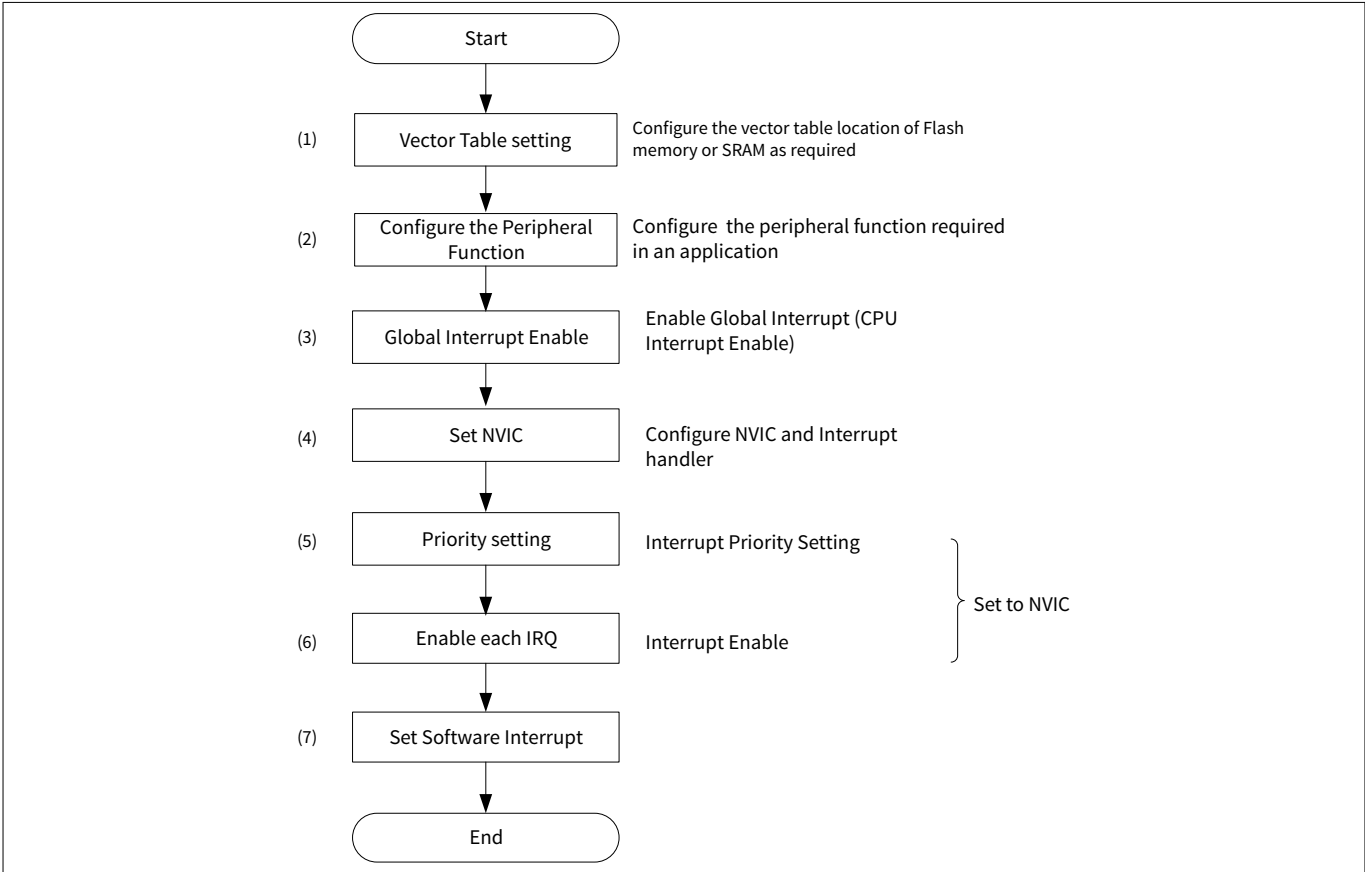 Start
(1)
Vector Table setting
Configure the vector table location of Flash
memory or SRAM as required
(2)
Configure the Peripheral
Function
Configure  the peripheral function required
in an application
(3)
Global Interrupt Enable
Enable Global Interrupt (CPU
Interrupt Enable)
(4)
Set NVIC
Configure NVIC and Interrupt
handler
(5)
Priority setting
Interrupt Priority Setting
Set to NVIC
(6)
Enable each IRQ
Interrupt Enable
(7)
Set Software Interrupt
End